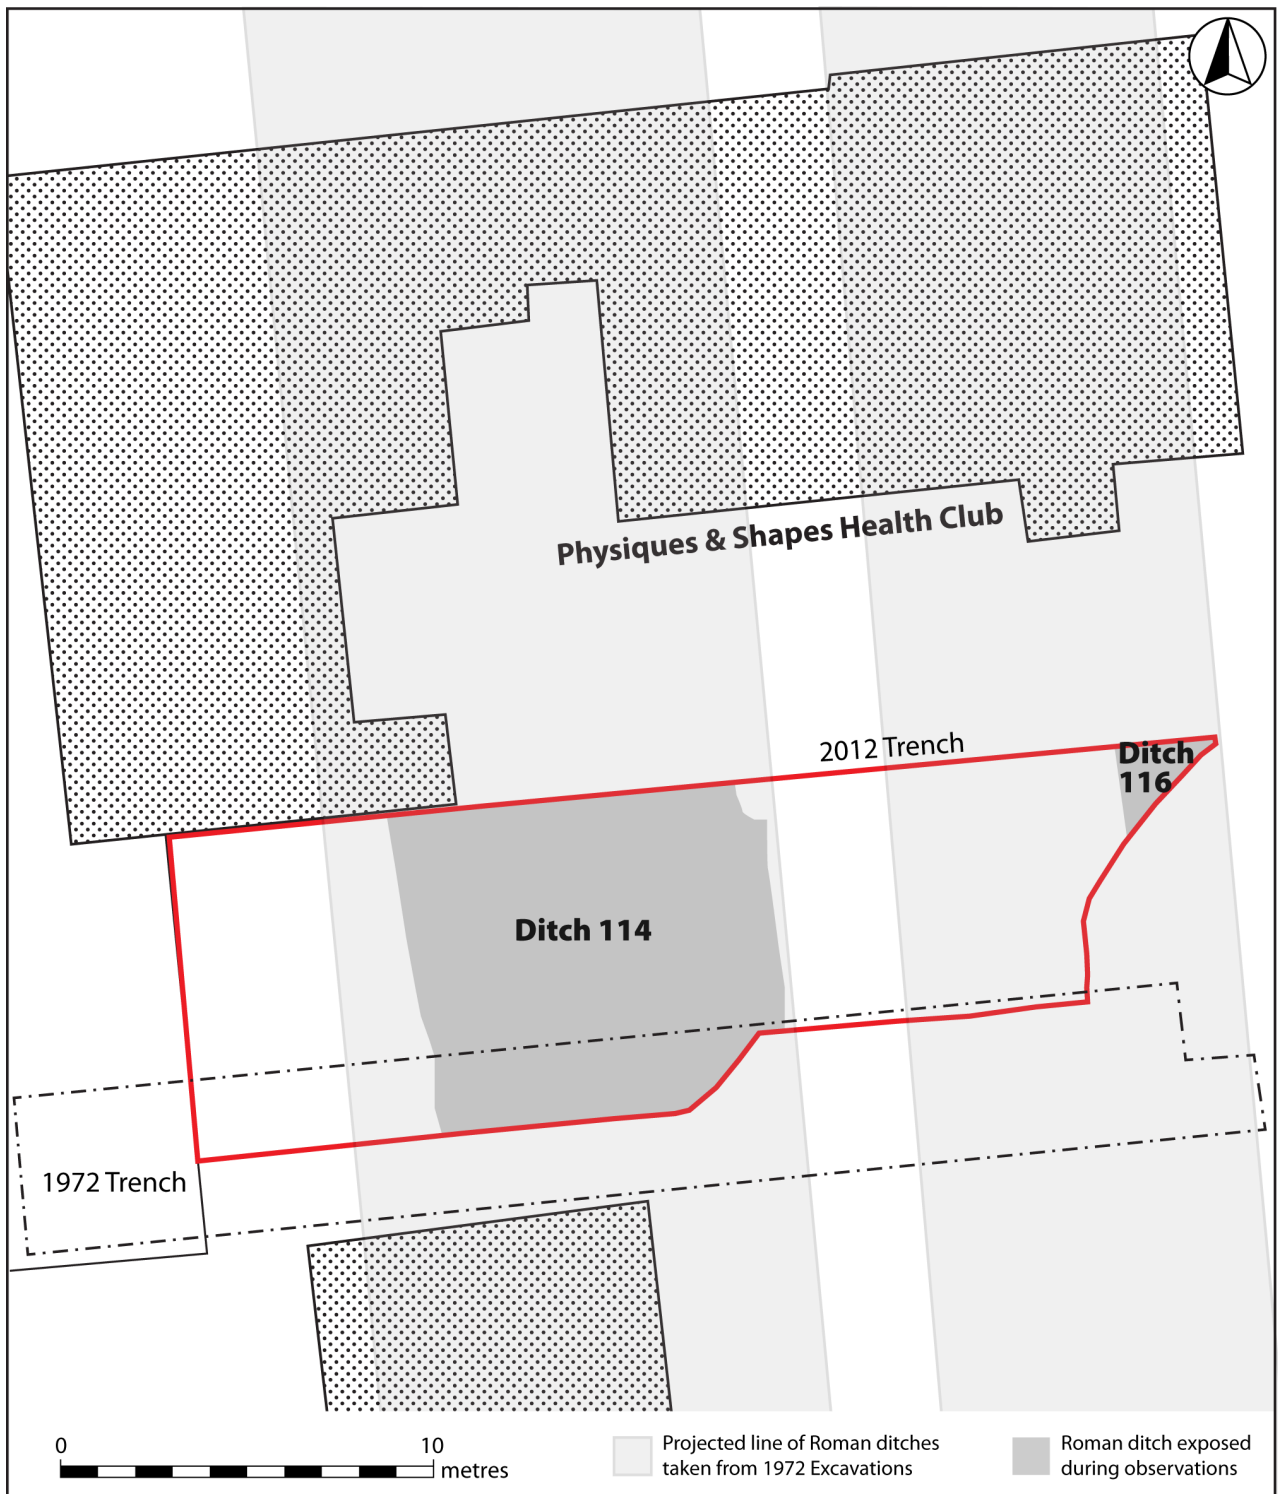 Physiques & Shapes Health Club
2012 Trench
Ditch
116
Ditch 114
1972 Trench
0
10
metres
Projected line of Roman ditches
taken from 1972 Excavations
Roman ditch exposed
during observations